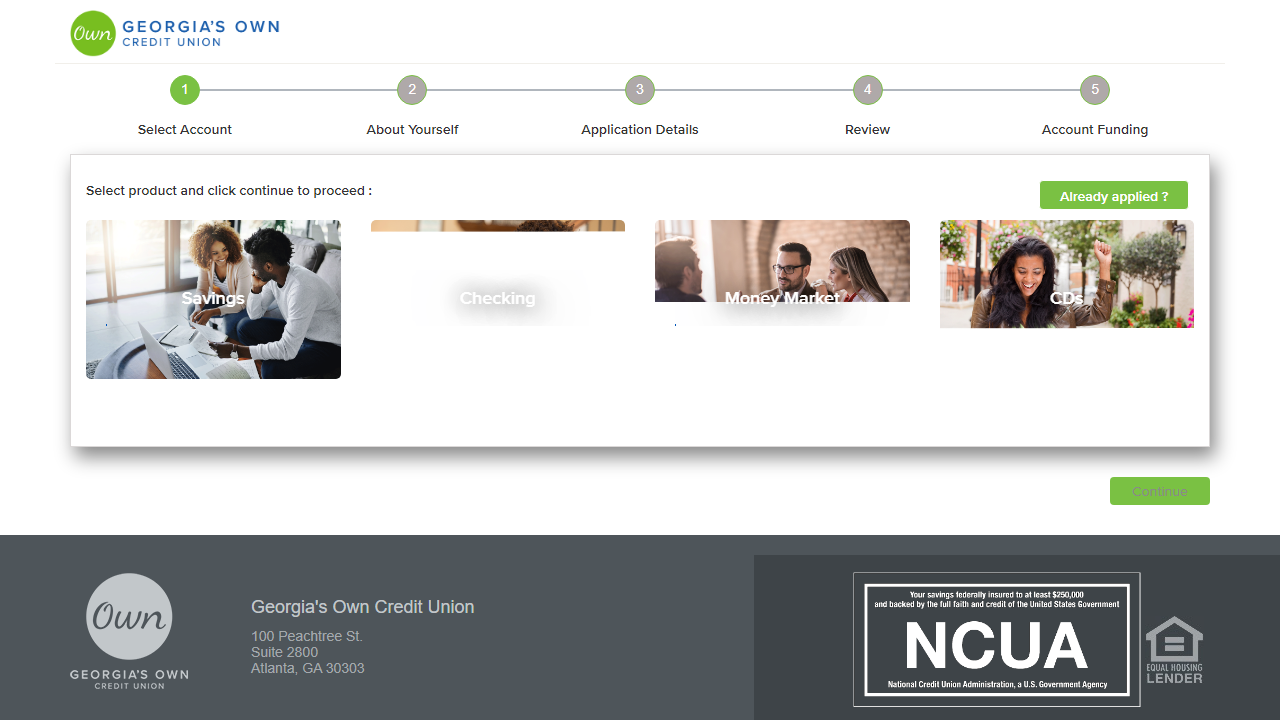 Own
GEORGIA'S OWN
CREDIT UNION
1
2
3
4
5
Select Account
About Yourself
Application Details
Review
Account Funding
Select product and click continue to proceed :
Already applied ?
Savings
Checking
Money Market
CDs
Continue
Own
GEORGIA'S OWN
CREDIT UNION
Georgia's Own Credit Union
100 Peachtree St.
Suite 2800
Atlanta, GA 30303
Your savings federally insured to at least $250,000
and backed by the full faith and credit of the United States Government
NCUA
National Credit Union Administration, a U.S. Government Agency
EQUAL HOUSING
LENDER